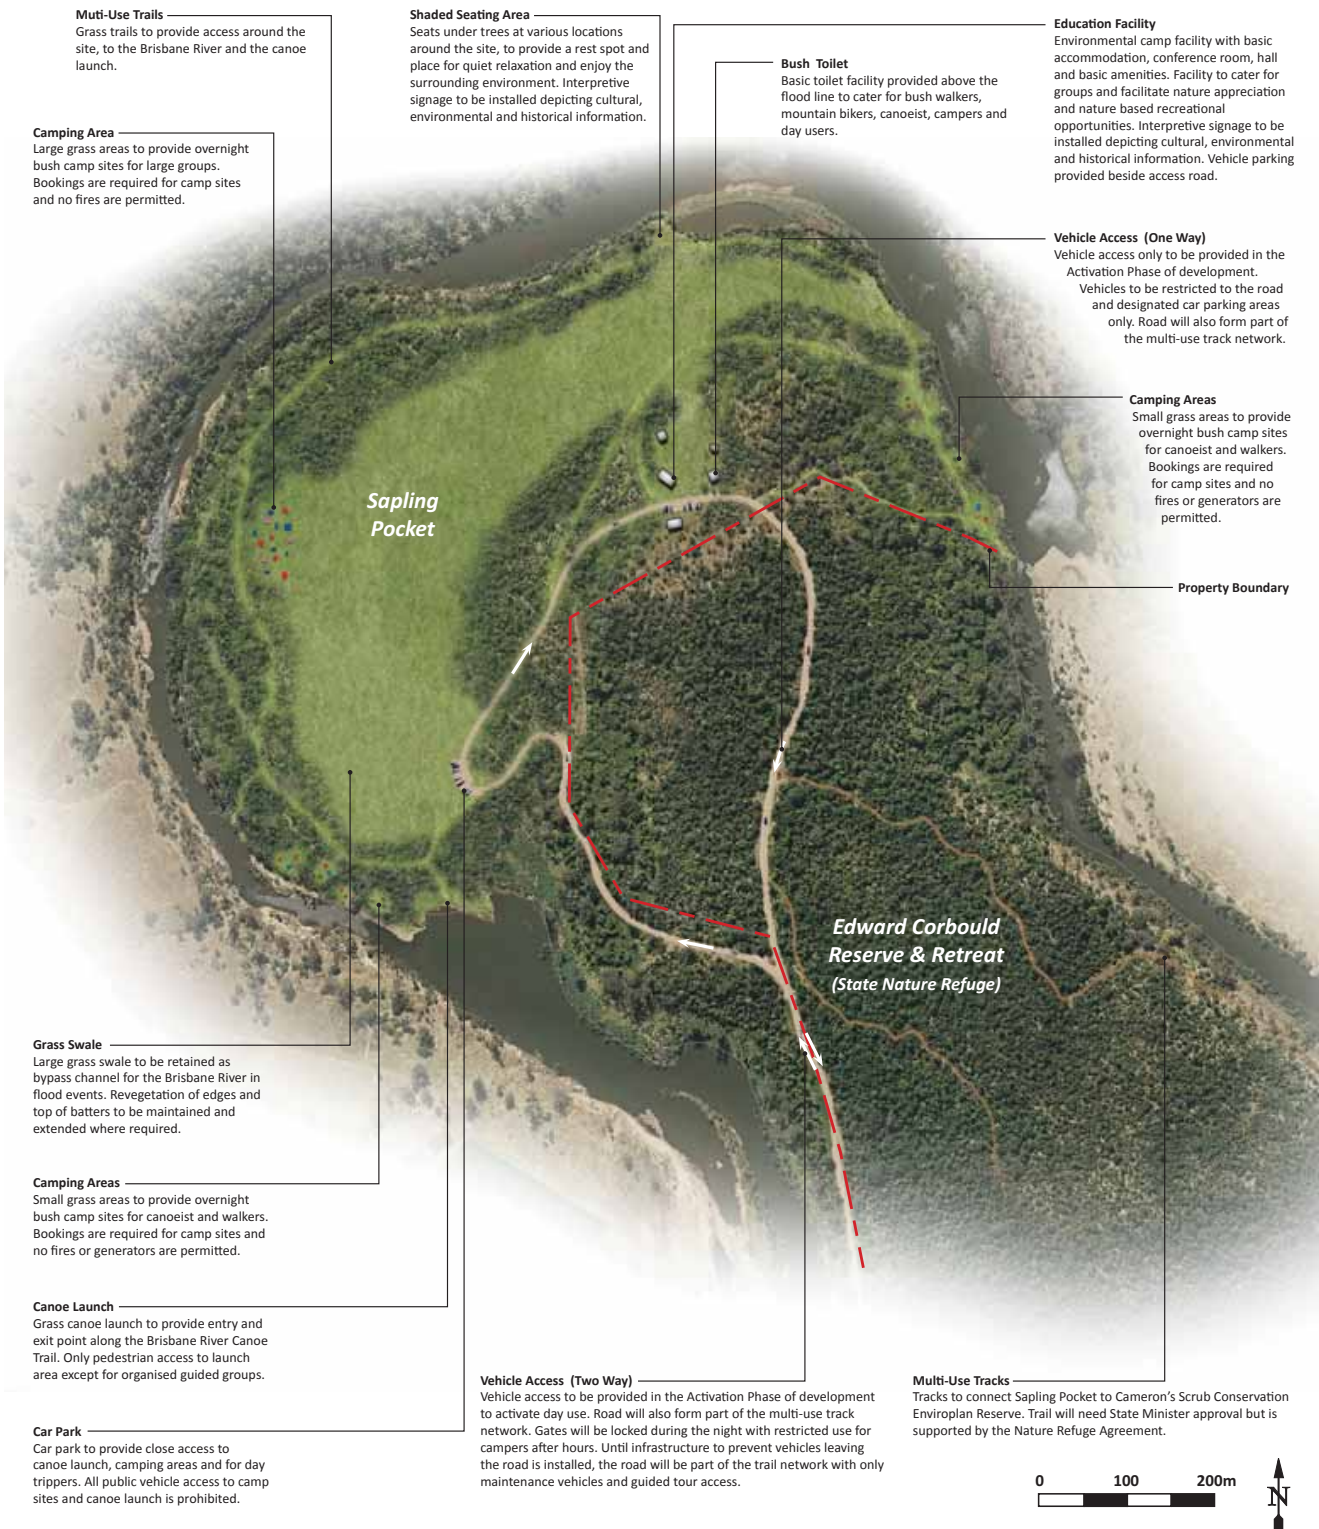 Muti-Use Trails
Grass trails to provide access around the
site, to the Brisbane River and the canoe
launch.
Shaded Seating Area
Seats under trees at various locations
around the site, to provide a rest spot and
place for quiet relaxation and enjoy the
surrounding environment. Interpretive
signage to be installed depicting cultural,
environmental and historical information.
Bush Toilet
Basic toilet facility provided above the
flood line to cater for bush walkers,
mountain bikers, canoeist, campers and
day users.
Education Facility
Environmental camp facility with basic
accommodation, conference room, hall
and basic amenities. Facility to cater for
groups and facilitate nature appreciation
and nature based recreational
opportunities. Interpretive signage to be
installed depicting cultural, environmental
and historical information. Vehicle parking
provided beside access road.
Camping Area
Large grass areas to provide overnight
bush camp sites for large groups.
Bookings are required for camp sites
and no fires are permitted.
Vehicle Access (One Way)
Vehicle access only to be provided in the
Activation Phase of development.
Vehicles to be restricted to the road
and designated car parking areas
only. Road will also form part of
the multi-use track network.
Camping Areas
Small grass areas to provide
overnight bush camp sites
for canoeist and walkers.
Bookings are required
for camp sites and no
fires or generators are
permitted.
Sapling
Pocket
Property Boundary
Edward Corbould
Reserve & Retreat
(State Nature Refuge)
Grass Swale
Large grass swale to be retained as
bypass channel for the Brisbane River in
flood events. Revegetation of edges and
top of batters to be maintained and
extended where required.
Camping Areas
Small grass areas to provide overnight
bush camp sites for canoeist and walkers.
Bookings are required for camp sites and
no fires or generators are permitted.
Canoe Launch
Grass canoe launch to provide entry and
exit point along the Brisbane River Canoe
Trail. Only pedestrian access to launch
area except for organised guided groups.
Car Park
Car park to provide close access to
canoe launch, camping areas and for day
trippers. All public vehicle access to camp
sites and canoe launch is prohibited.
Vehicle Access (Two Way)
Vehicle access to be provided in the Activation Phase of development
to activate day use. Road will also form part of the multi-use track
network. Gates will be locked during the night with restricted use for
campers after hours. Until infrastructure to prevent vehicles leaving
the road is installed, the road will be part of the trail network with only
maintenance vehicles and guided tour access.
Multi-Use Tracks
Tracks to connect Sapling Pocket to Cameron's Scrub Conservation
Enviroplan Reserve. Trail will need State Minister approval but is
supported by the Nature Refuge Agreement.
0 100 200m
N